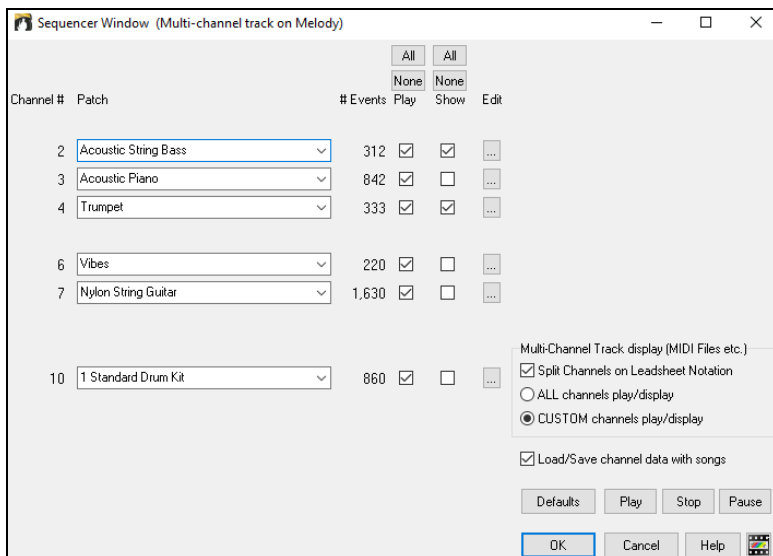 Sequencer Window (Multi-channel track on Melody)
All All
None None
Channel # Patch # Events Play Show Edit
2 Acoustic String Bass 312 ...
3 Acoustic Piano 842 ...
4 Trumpet 333 ...
6 Vibes 220 ...
7 Nylon String Guitar 1,630 ...
Multi-Channel Track display (MIDI Files etc.)
Split Channels on Leadsheet Notation
10 1 Standard Drum Kit 860 ...
ALL channels play/display
CUSTOM channels play/display
Load/Save channel data with songs
Defaults Play Stop Pause
OK Cancel Help